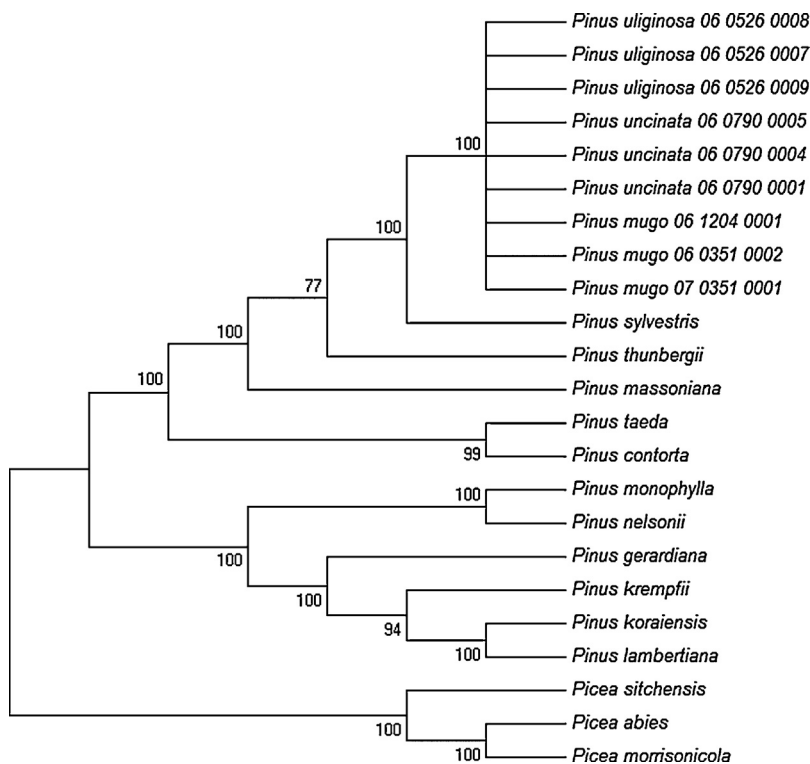 Pinus uliginosa 06 0526 0008
Pinus uliginosa 06 0526 0007
Pinus uliginosa 06 0526 0009
Pinus uncinata 06 0790 0005
100
Pinus uncinata 06 0790 0004
Pinus uncinata 06 0790 0001
Pinus mugo 06 1204 0001
100
Pinus mugo 06 0351 0002
77
Pinus mugo 07 0351 0001
Pinus sylvestris
100
Pinus thunbergii
100
Pinus massoniana
Pinus taeda
99
Pinus contorta
100
Pinus monophylla
Pinus nelsonii
100
Pinus gerardiana
100
Pinus krempfii
94
Pinus koraiensis
100
Pinus lambertiana
Picea sitchensis
100
Picea abies
100
Picea morrisonicola